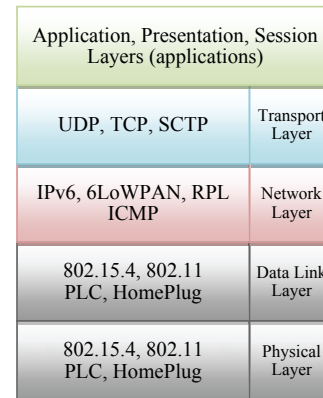 Application, Presentation, Session
Layers (applications)
UDP, TCP, SCTP
Transport
Layer
IPv6, 6LoWPAN, RPL
ICMP
Network
Layer
802.15.4, 802.11
PLC, HomePlug
Data Link
Layer
802.15.4, 802.11
PLC, HomePlug
Physical
Layer